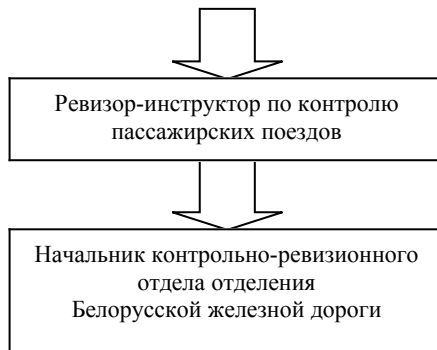 Ревизор-инструктор по контролю
пассажирских поездов
Начальник контрольно-ревизионного
отдела отделения
Белорусской железной дороги